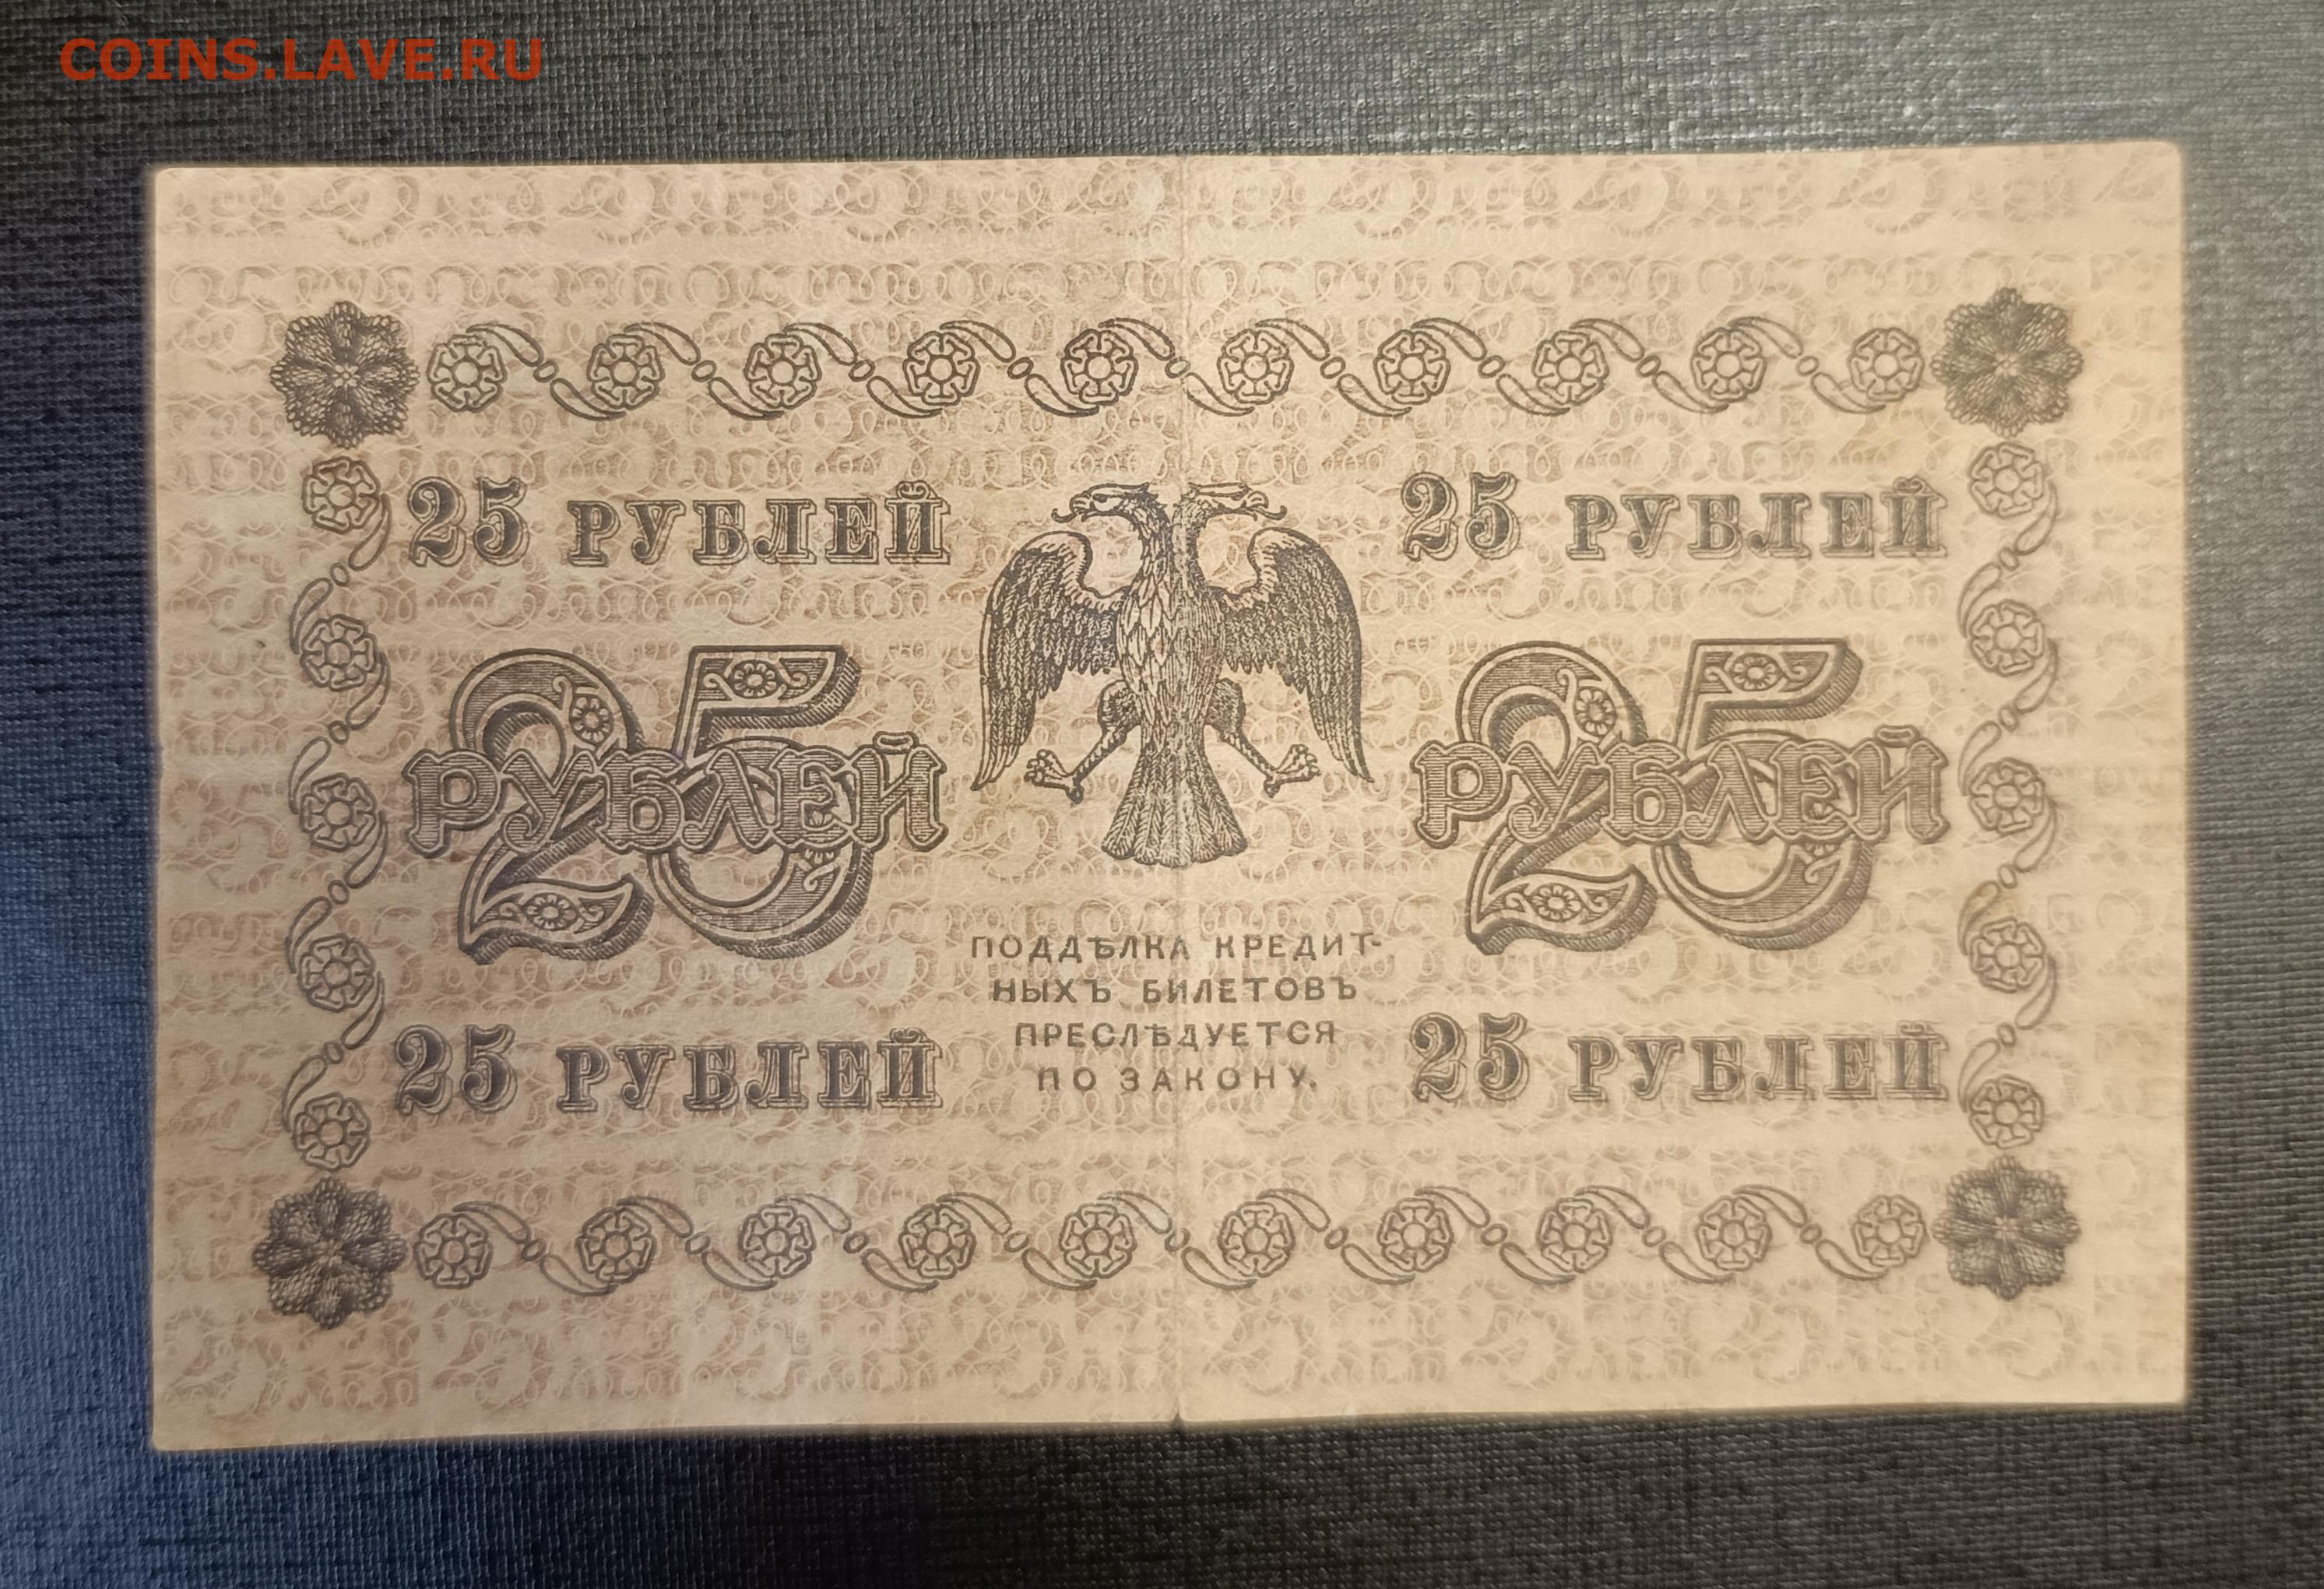 COINS.LAVE.RU
25 РУБЛЕЙ
25 РУБЛЕЙ
25 РУБЛЕЙ
25 РУБЛЕЙ
ПОДДѢЛКА КРЕДИТ-
НЫХЪ БИЛЕТОВЪ
ПРЕСЛѢДУЕТСЯ
ПО ЗАКОНУ.
25 РУБЛЕЙ
25 РУБЛЕЙ